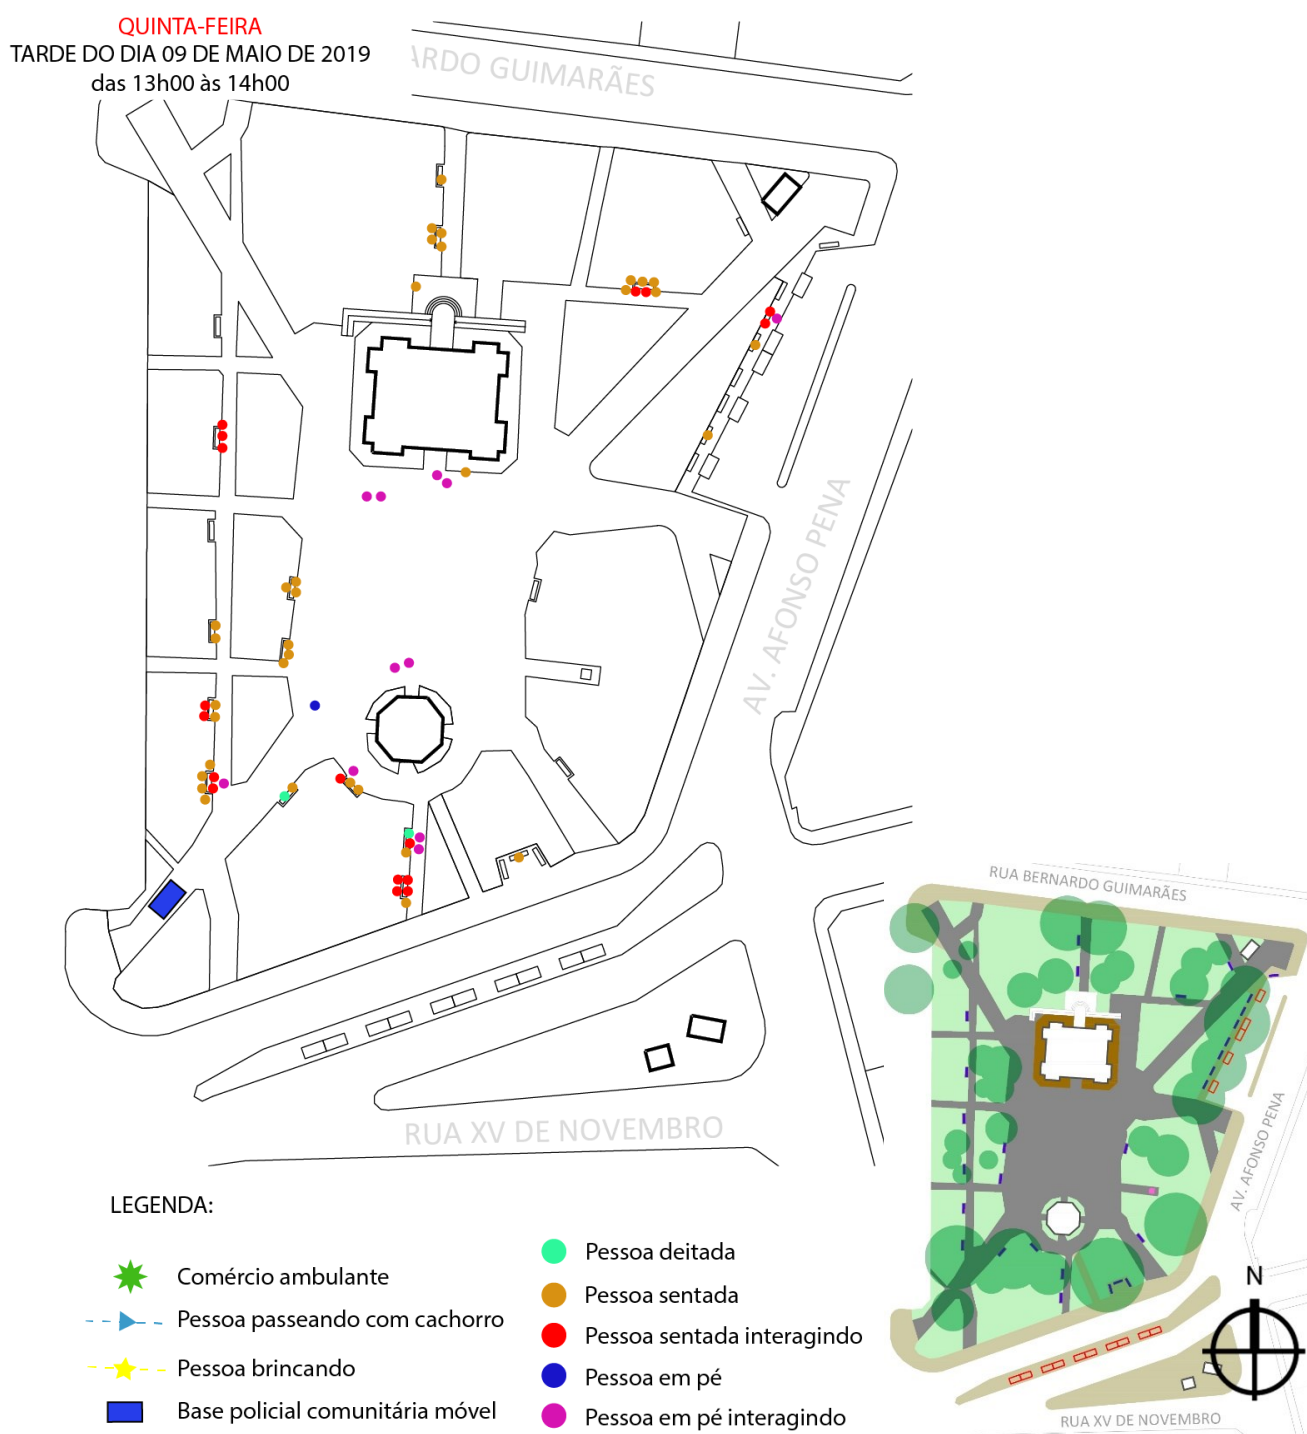 QUINTA-FEIRA
TARDE DO DIA 09 DE MAIO DE 2019
das 13h00 às 14h00
ARDO GUIMARÃES
AV. AFONSO PENA
RUA XV DE NOVEMBRO
LEGENDA:
Comércio ambulante
Pessoa passeando com cachorro
Pessoa brincando
Base policial comunitária móvel
Pessoa deitada
Pessoa sentada
Pessoa sentada interagindo
Pessoa em pé
Pessoa em pé interagindo
RUA BERNARDO GUIMARÃES
AV. AFONSO PENA
N
RUA XV DE NOVEMBRO